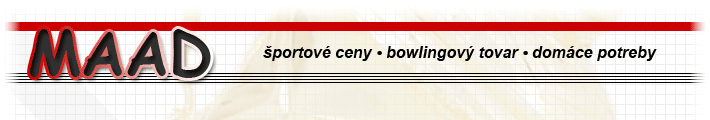 MAAD
športové ceny • bowlingový tovar • domáce potreby